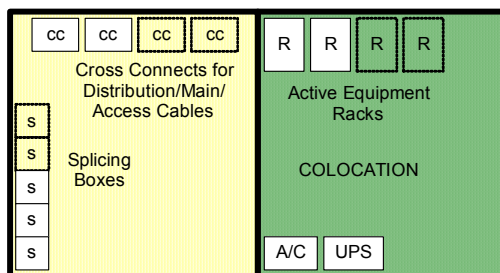 cc cc cc cc
Cross Connects for
Distribution/Main/
Access Cables
s
s
s
s
s
Splicing
Boxes
R R R R
Active Equipment
Racks
COLOCATION
A/C UPS